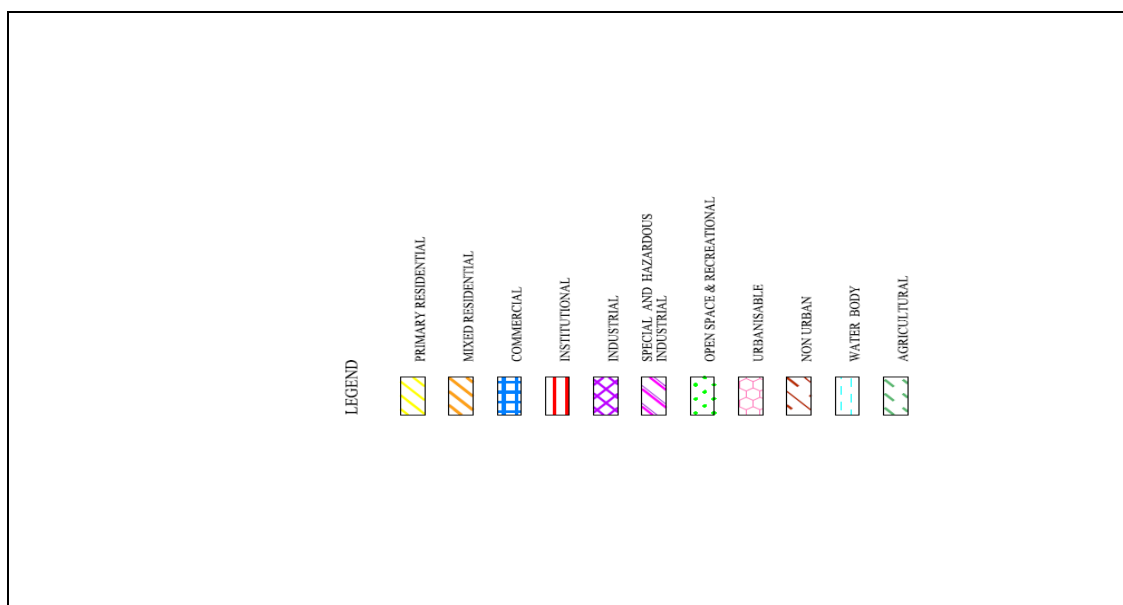 LEGEND
PRIMARY RESIDENTIAL
MIXED RESIDENTIAL
COMMERCIAL
INSTITUTIONAL
INDUSTRIAL
SPECIAL AND HAZARDOUS
INDUSTRIAL
OPEN SPACE & RECREATIONAL
URBANISABLE
NON URBAN
WATER BODY
AGRICULTURAL